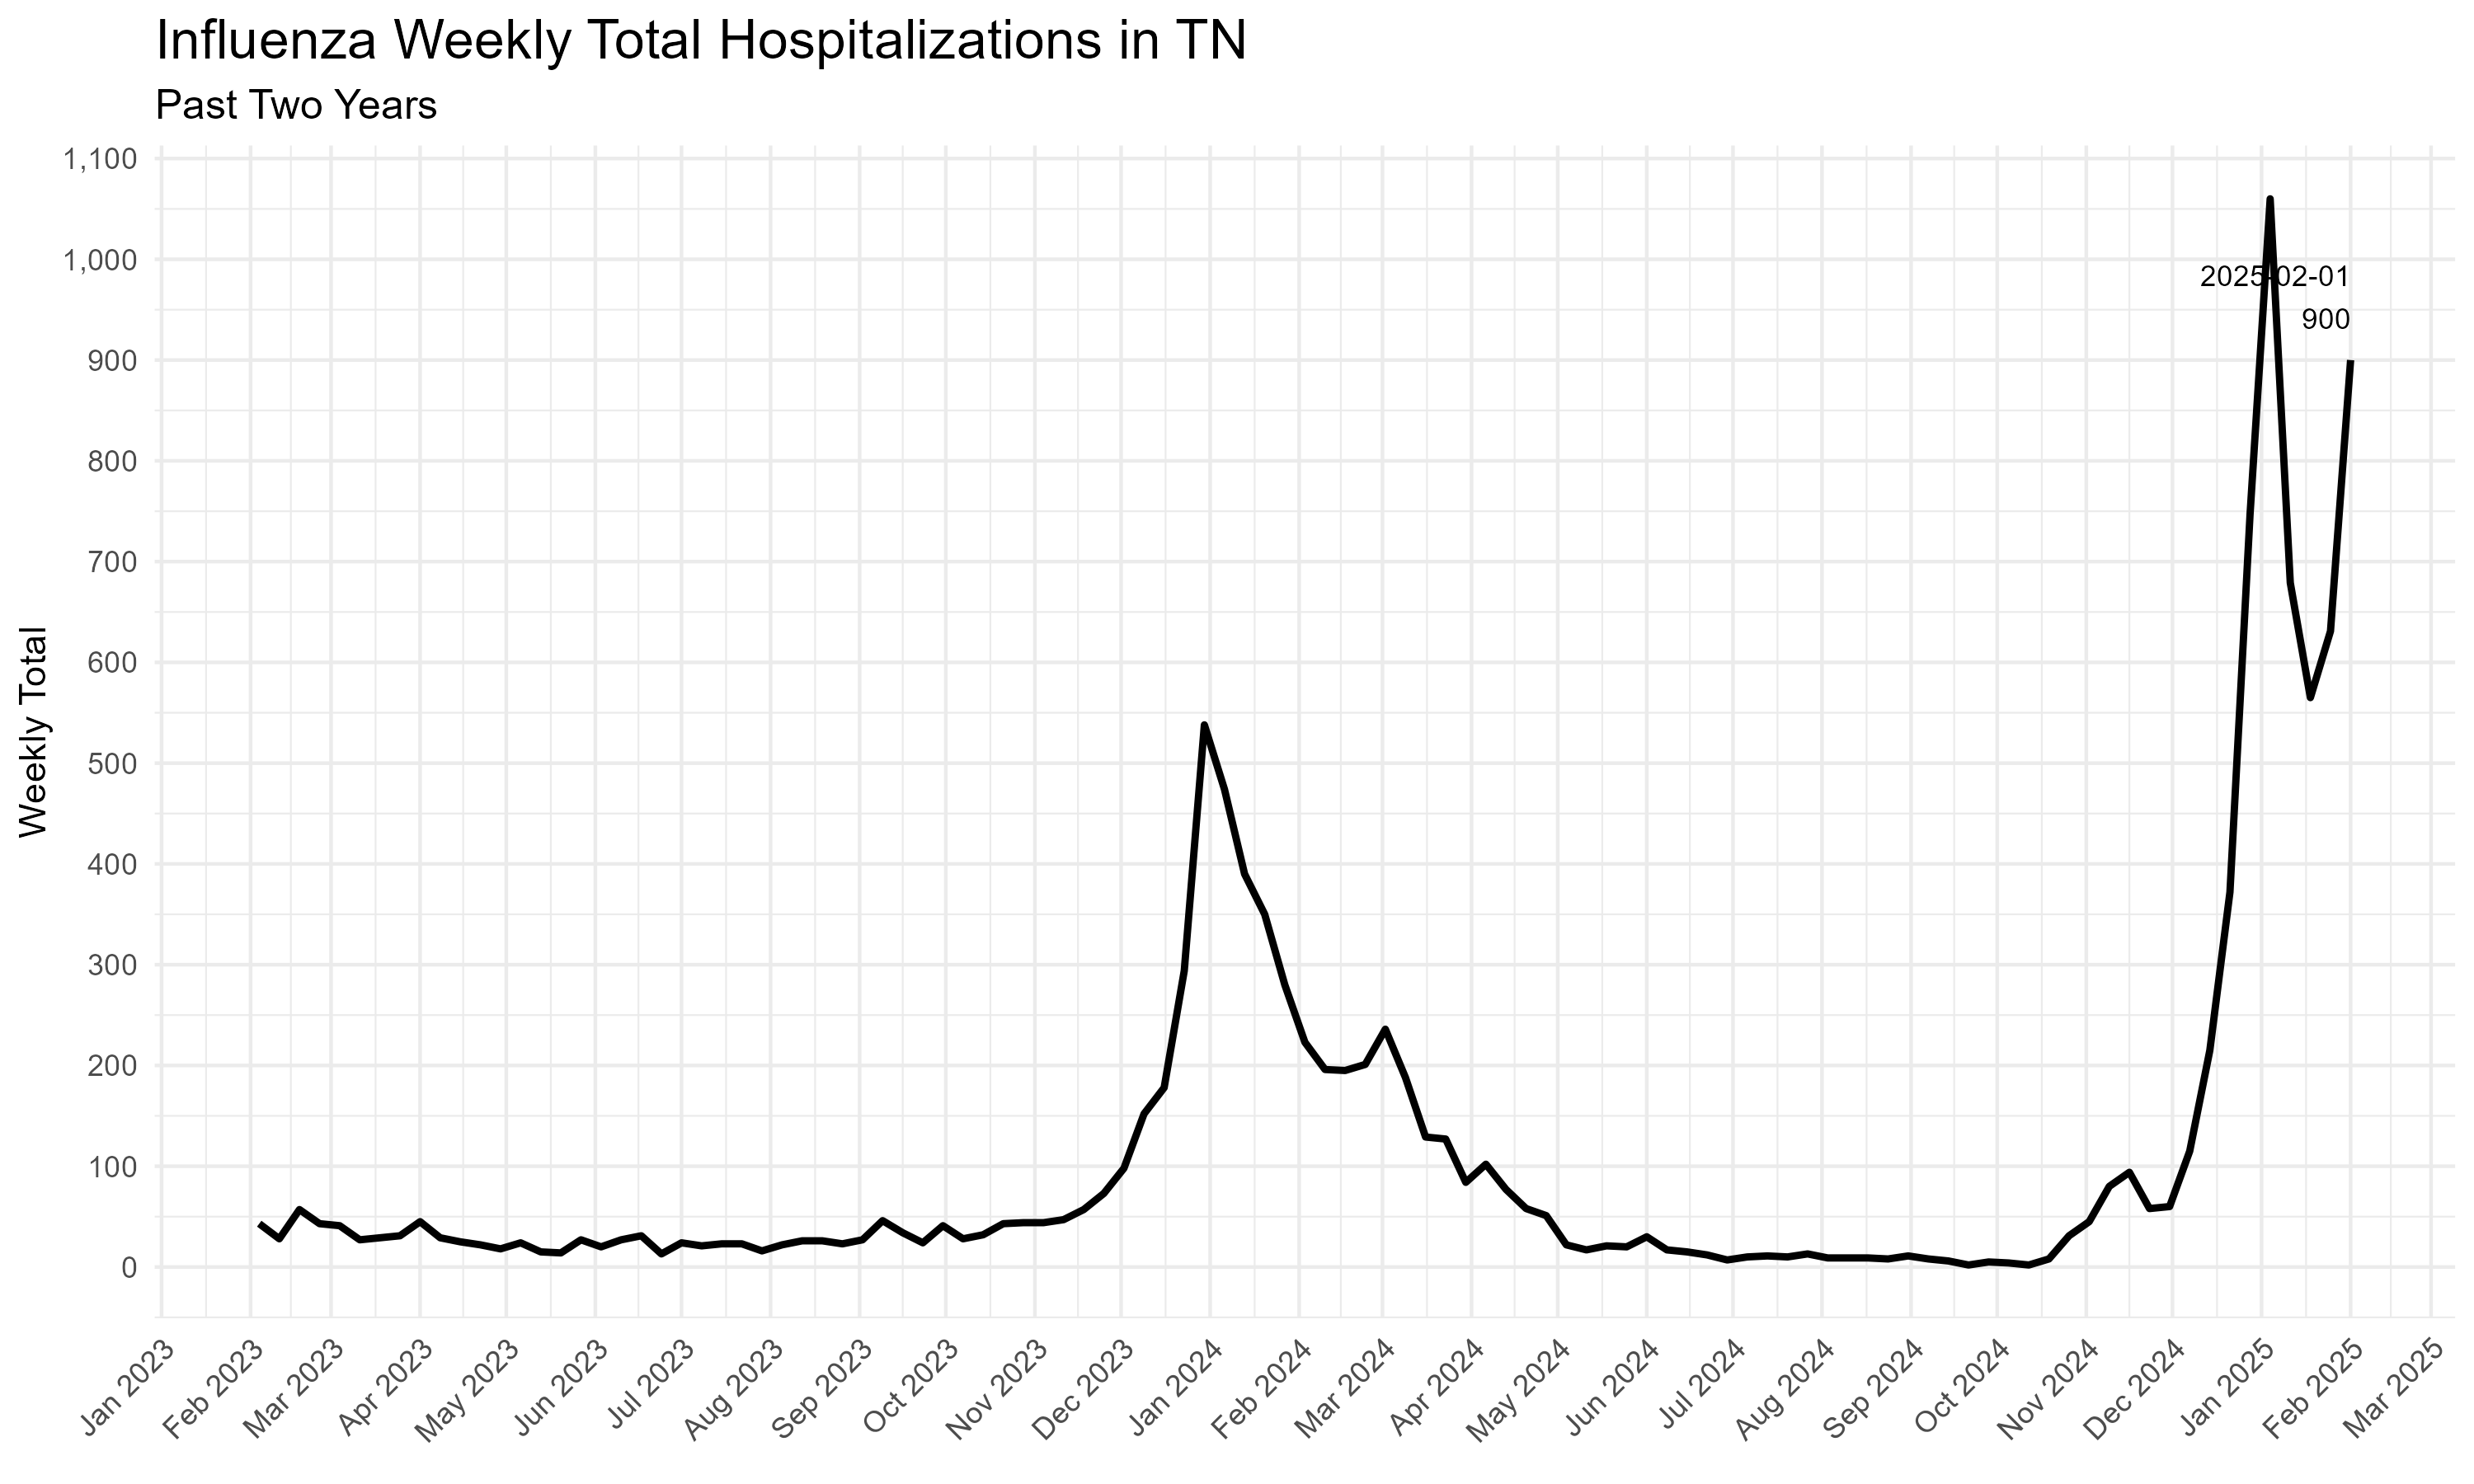 Influenza Weekly Total Hospitalizations in TN
Past Two Years
Weekly Total
1,100
1,000
900
800
700
600
500
400
300
200
100
0
2025-02-01
900
Jan 2023
Feb 2023
Mar 2023
Apr 2023
May 2023
Jun 2023
Jul 2023
Aug 2023
Sep 2023
Oct 2023
Nov 2023
Dec 2023
Jan 2024
Feb 2024
Mar 2024
Apr 2024
May 2024
Jun 2024
Jul 2024
Aug 2024
Sep 2024
Oct 2024
Nov 2024
Dec 2024
Jan 2025
Feb 2025
Mar 2025